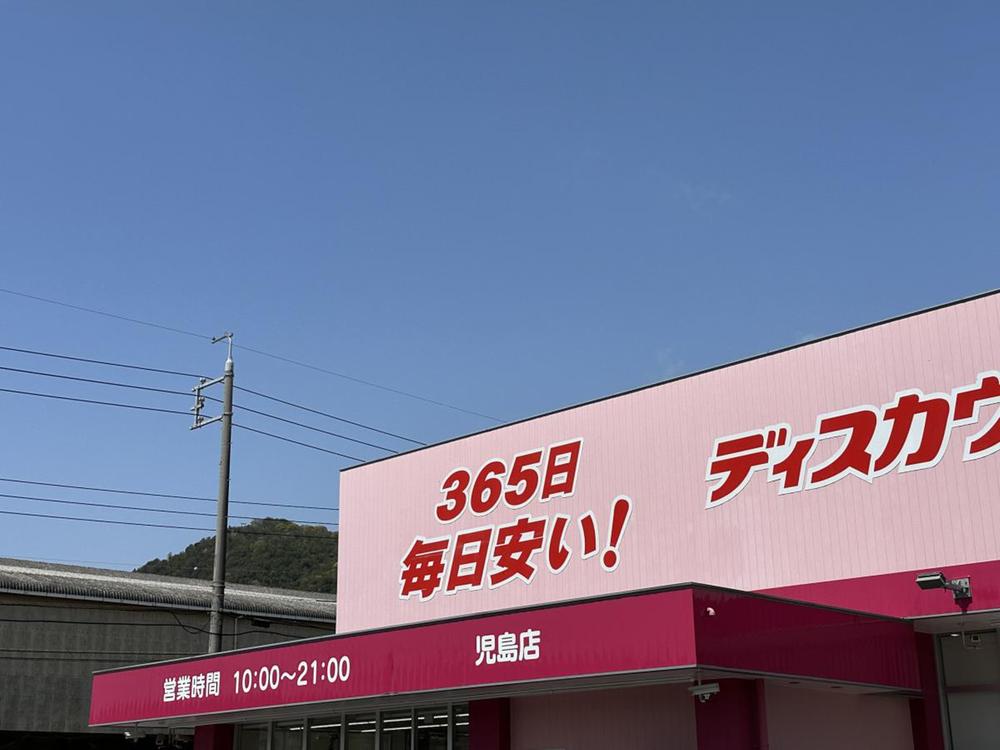 365日
毎日安い!
ディスカウ
営業時間 10:00～21:00
児島店